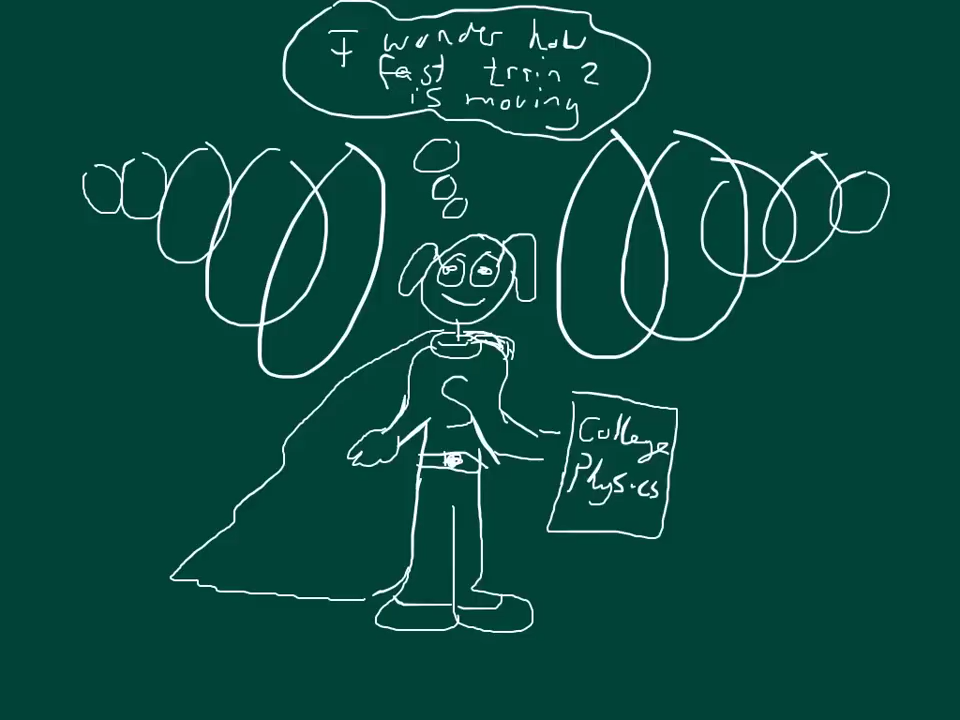 I wonder how
fast train 2
is moving
S
College
Physics